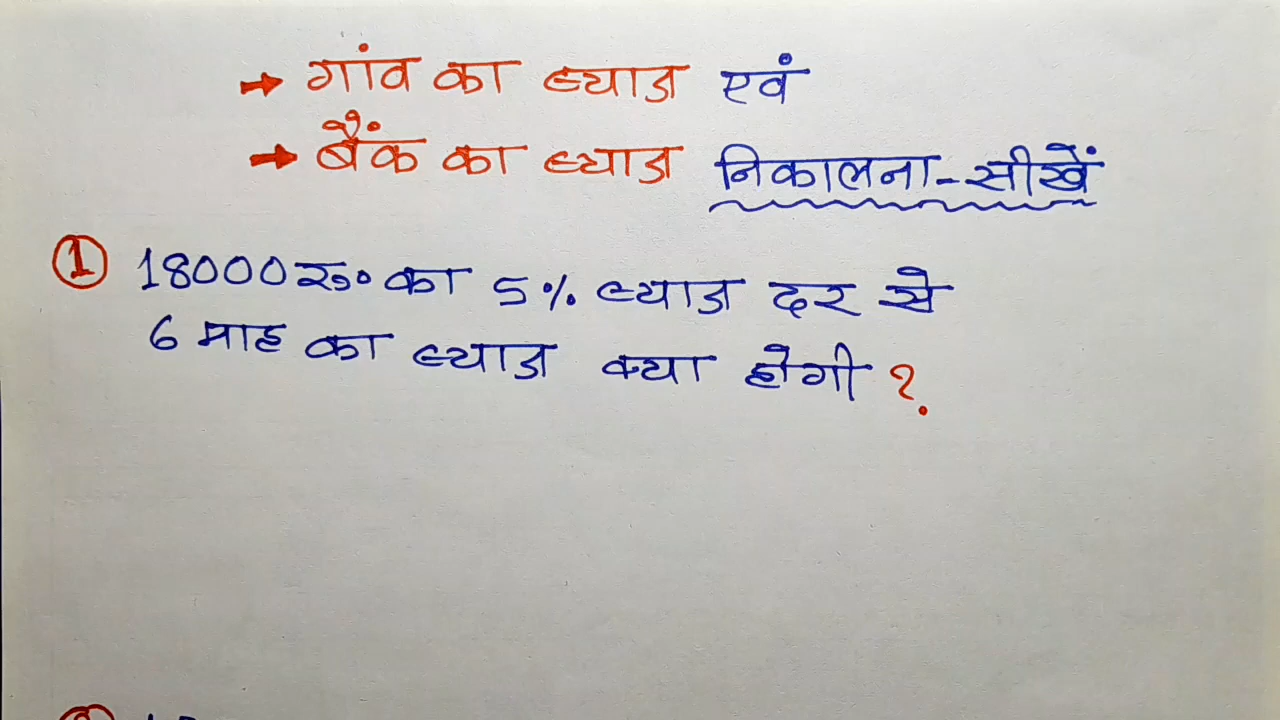 → गांव का ब्याज एवं
→ बैंक का ब्याज निकालना-सीखें
① 18000रु० का 5% ब्याज दर से
6 माह का ब्याज क्या होगी ?